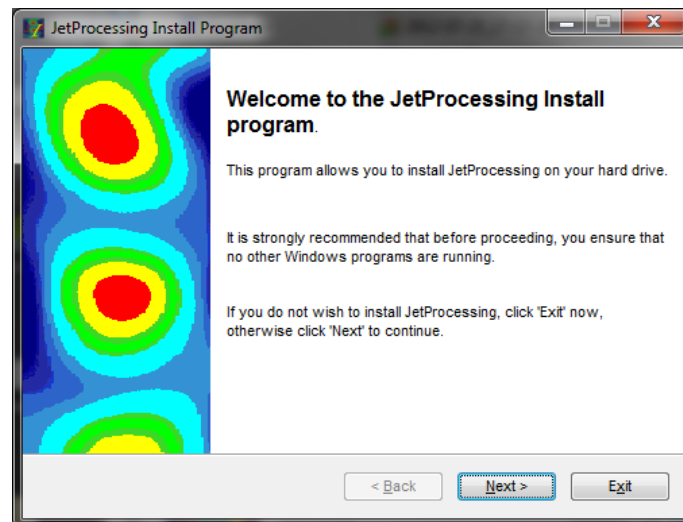 JetProcessing Install Program
Welcome to the JetProcessing Install
program.
This program allows you to install JetProcessing on your hard drive.
It is strongly recommended that before proceeding, you ensure that
no other Windows programs are running.
If you do not wish to install JetProcessing, click 'Exit' now,
otherwise click 'Next' to continue.
< Back Next > Exit